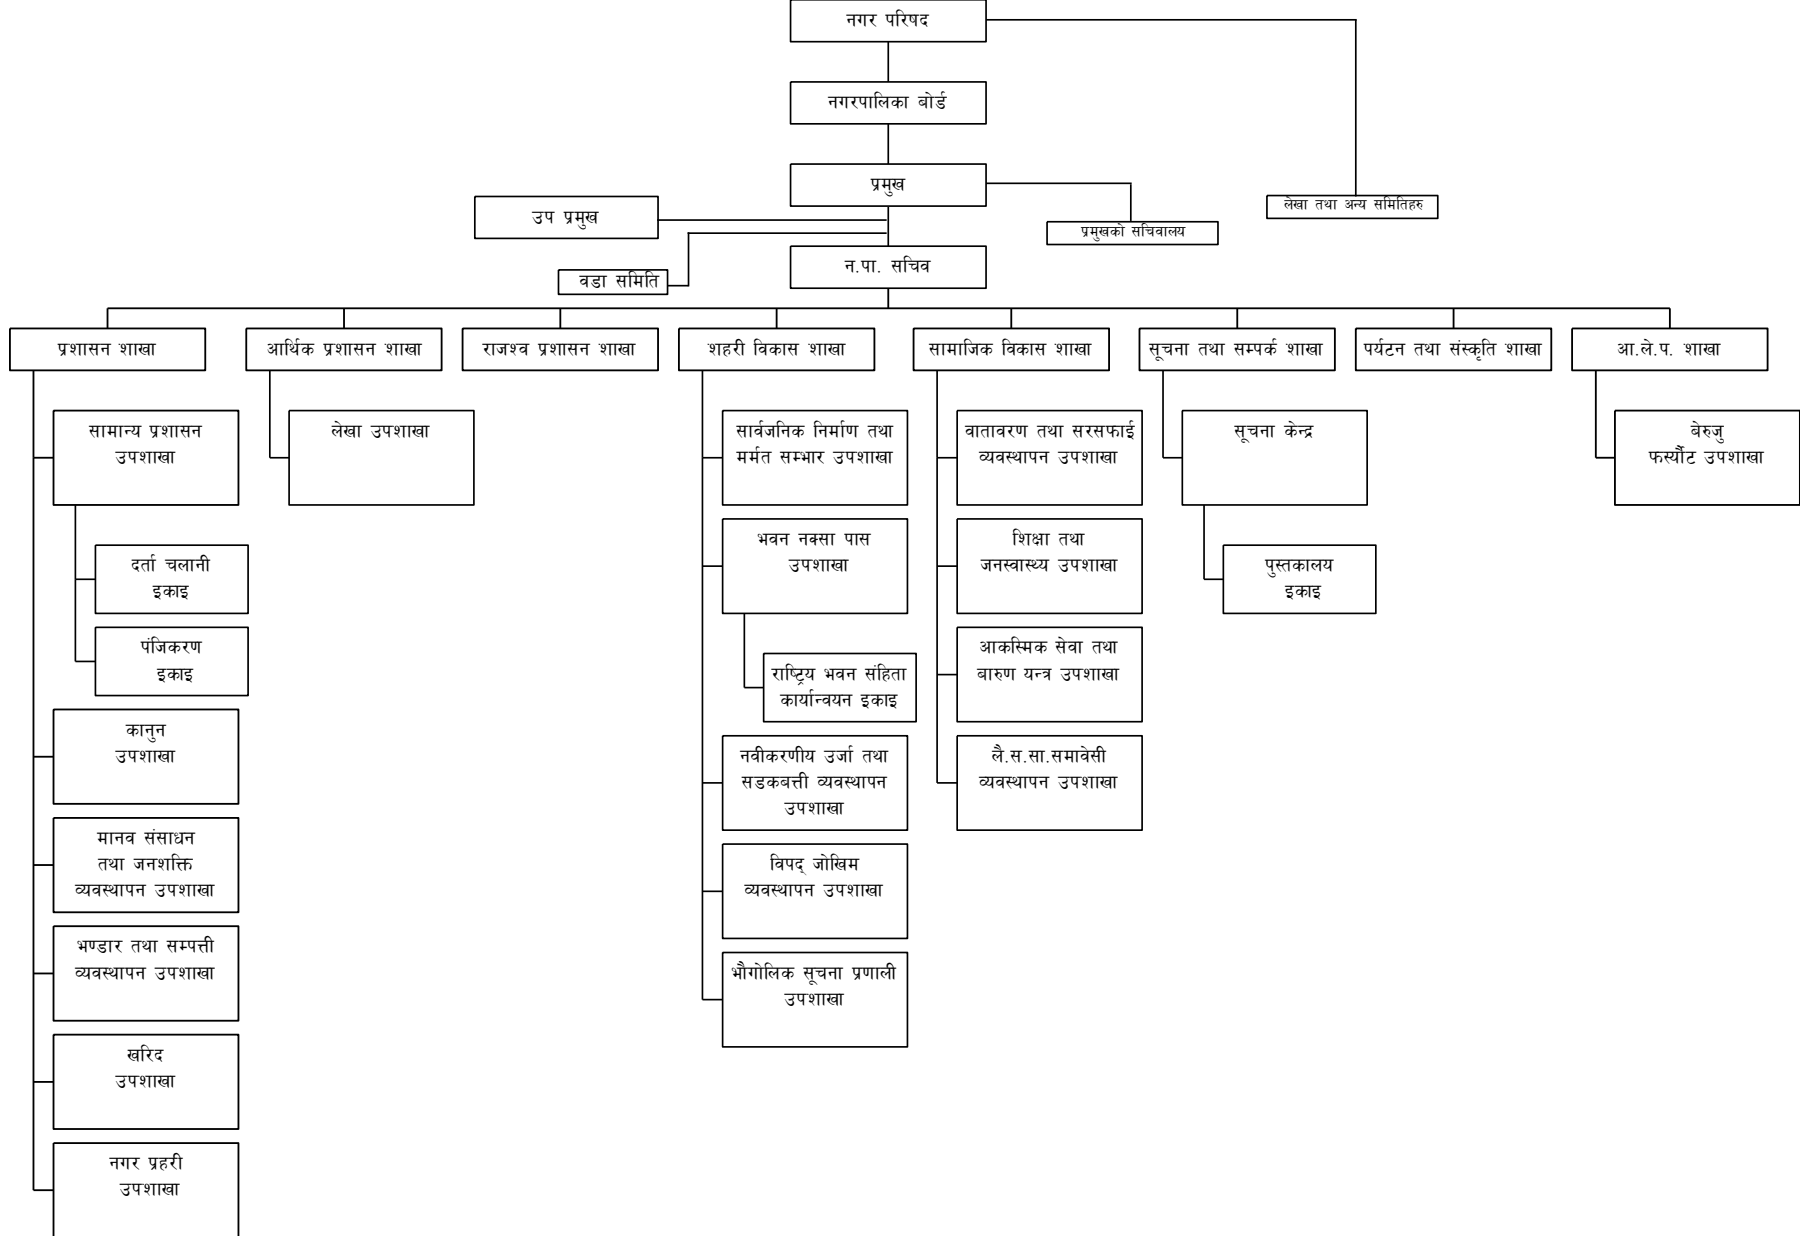 नगर परिषद
नगरपालिका बोर्ड
प्रमुख
लेखा तथा अन्य समितिहरु
उप प्रमुख
प्रमुखको सचिवालय
न.पा. सचिव
वडा समिति
प्रशासन शाखा
आर्थिक प्रशासन शाखा
राजश्व प्रशासन शाखा
शहरी विकास शाखा
सामाजिक विकास शाखा
सूचना तथा सम्पर्क शाखा
पर्यटन तथा संस्कृति शाखा
आ.ले.प. शाखा
सामान्य प्रशासन
उपशाखा
दर्ता चलानी
इकाइ
पंजिकरण
इकाइ
कानुन
उपशाखा
मानव संसाधन
तथा जनशक्ति
व्यवस्थापन उपशाखा
भण्डार तथा सम्पत्ती
व्यवस्थापन उपशाखा
खरिद
उपशाखा
नगर प्रहरी
उपशाखा
लेखा उपशाखा
सार्वजनिक निर्माण तथा
मर्मत सम्भार उपशाखा
भवन नक्सा पास
उपशाखा
राष्ट्रिय भवन संहिता
कार्यान्वयन इकाइ
नवीकरणीय उर्जा तथा
सडकबत्ती व्यवस्थापन
उपशाखा
विपद् जोखिम
व्यवस्थापन उपशाखा
भौगोलिक सूचना प्रणाली
उपशाखा
वातावरण तथा सरसफाई
व्यवस्थापन उपशाखा
शिक्षा तथा
जनस्वास्थ्य उपशाखा
आकस्मिक सेवा तथा
बारुण यन्त्र उपशाखा
लै.स.सा.समावेसी
व्यवस्थापन उपशाखा
सूचना केन्द्र
पुस्तकालय
इकाइ
बेरुजु
फर्स्यौट उपशाखा